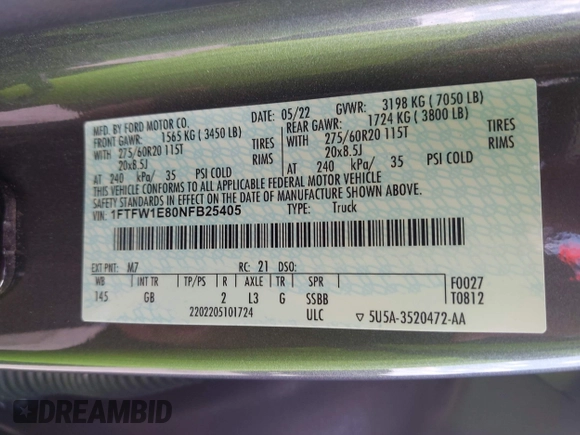 MFD. BY FORD MOTOR CO.
DATE: 05/22 GVWR: 3198 KG ( 7050 LB)
FRONT GAWR: REAR GAWR:
1565 KG ( 3450 LB) 1724 KG ( 3800 LB)
WITH 275/60R20 115T TIRES WITH 275/60R20 115T TIRES
20x8.5J RIMS 20x8.5J RIMS
AT 240 kPa/ 35 PSI COLD AT 240 kPa/ 35 PSI COLD
THIS VEHICLE CONFORMS TO ALL APPLICABLE FEDERAL MOTOR VEHICLE
SAFETY STANDARDS IN EFFECT ON THE DATE OF MANUFACTURE SHOWN ABOVE.
VIN: 1FTFW1E80NFB25405 TYPE: Truck
EXT PNT: M7 RC: 21 DSO:
WB INT TR TP/PS R AXLE TR SPR F0027
145 GB 2 L3 G SSBB T0812
2202205101724 ULC ▽ 5U5A-3520472-AA
DREAMBID